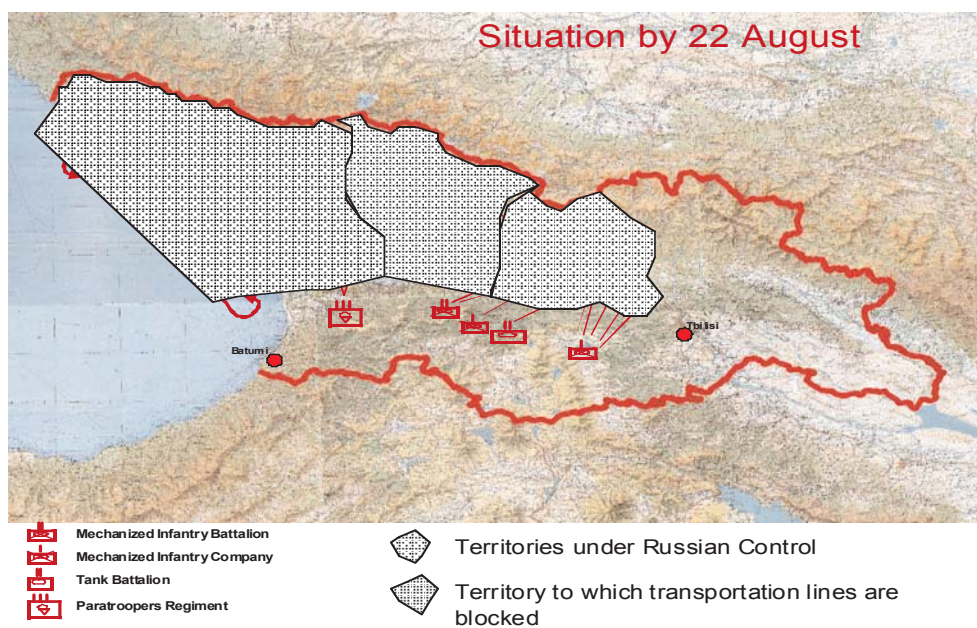 Situation by 22 August
Tbilisi
Batumi
Mechanized Infantry Battalion
Mechanized Infantry Company
Tank Battalion
Paratroopers Regiment
Territories under Russian Control
Territory to which transportation lines are
blocked